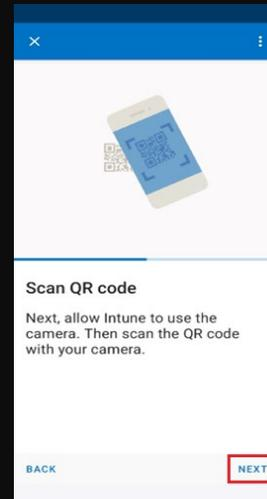 Scan QR code
Next, allow Intune to use the
camera. Then scan the QR code
with your camera.
BACK
NEXT